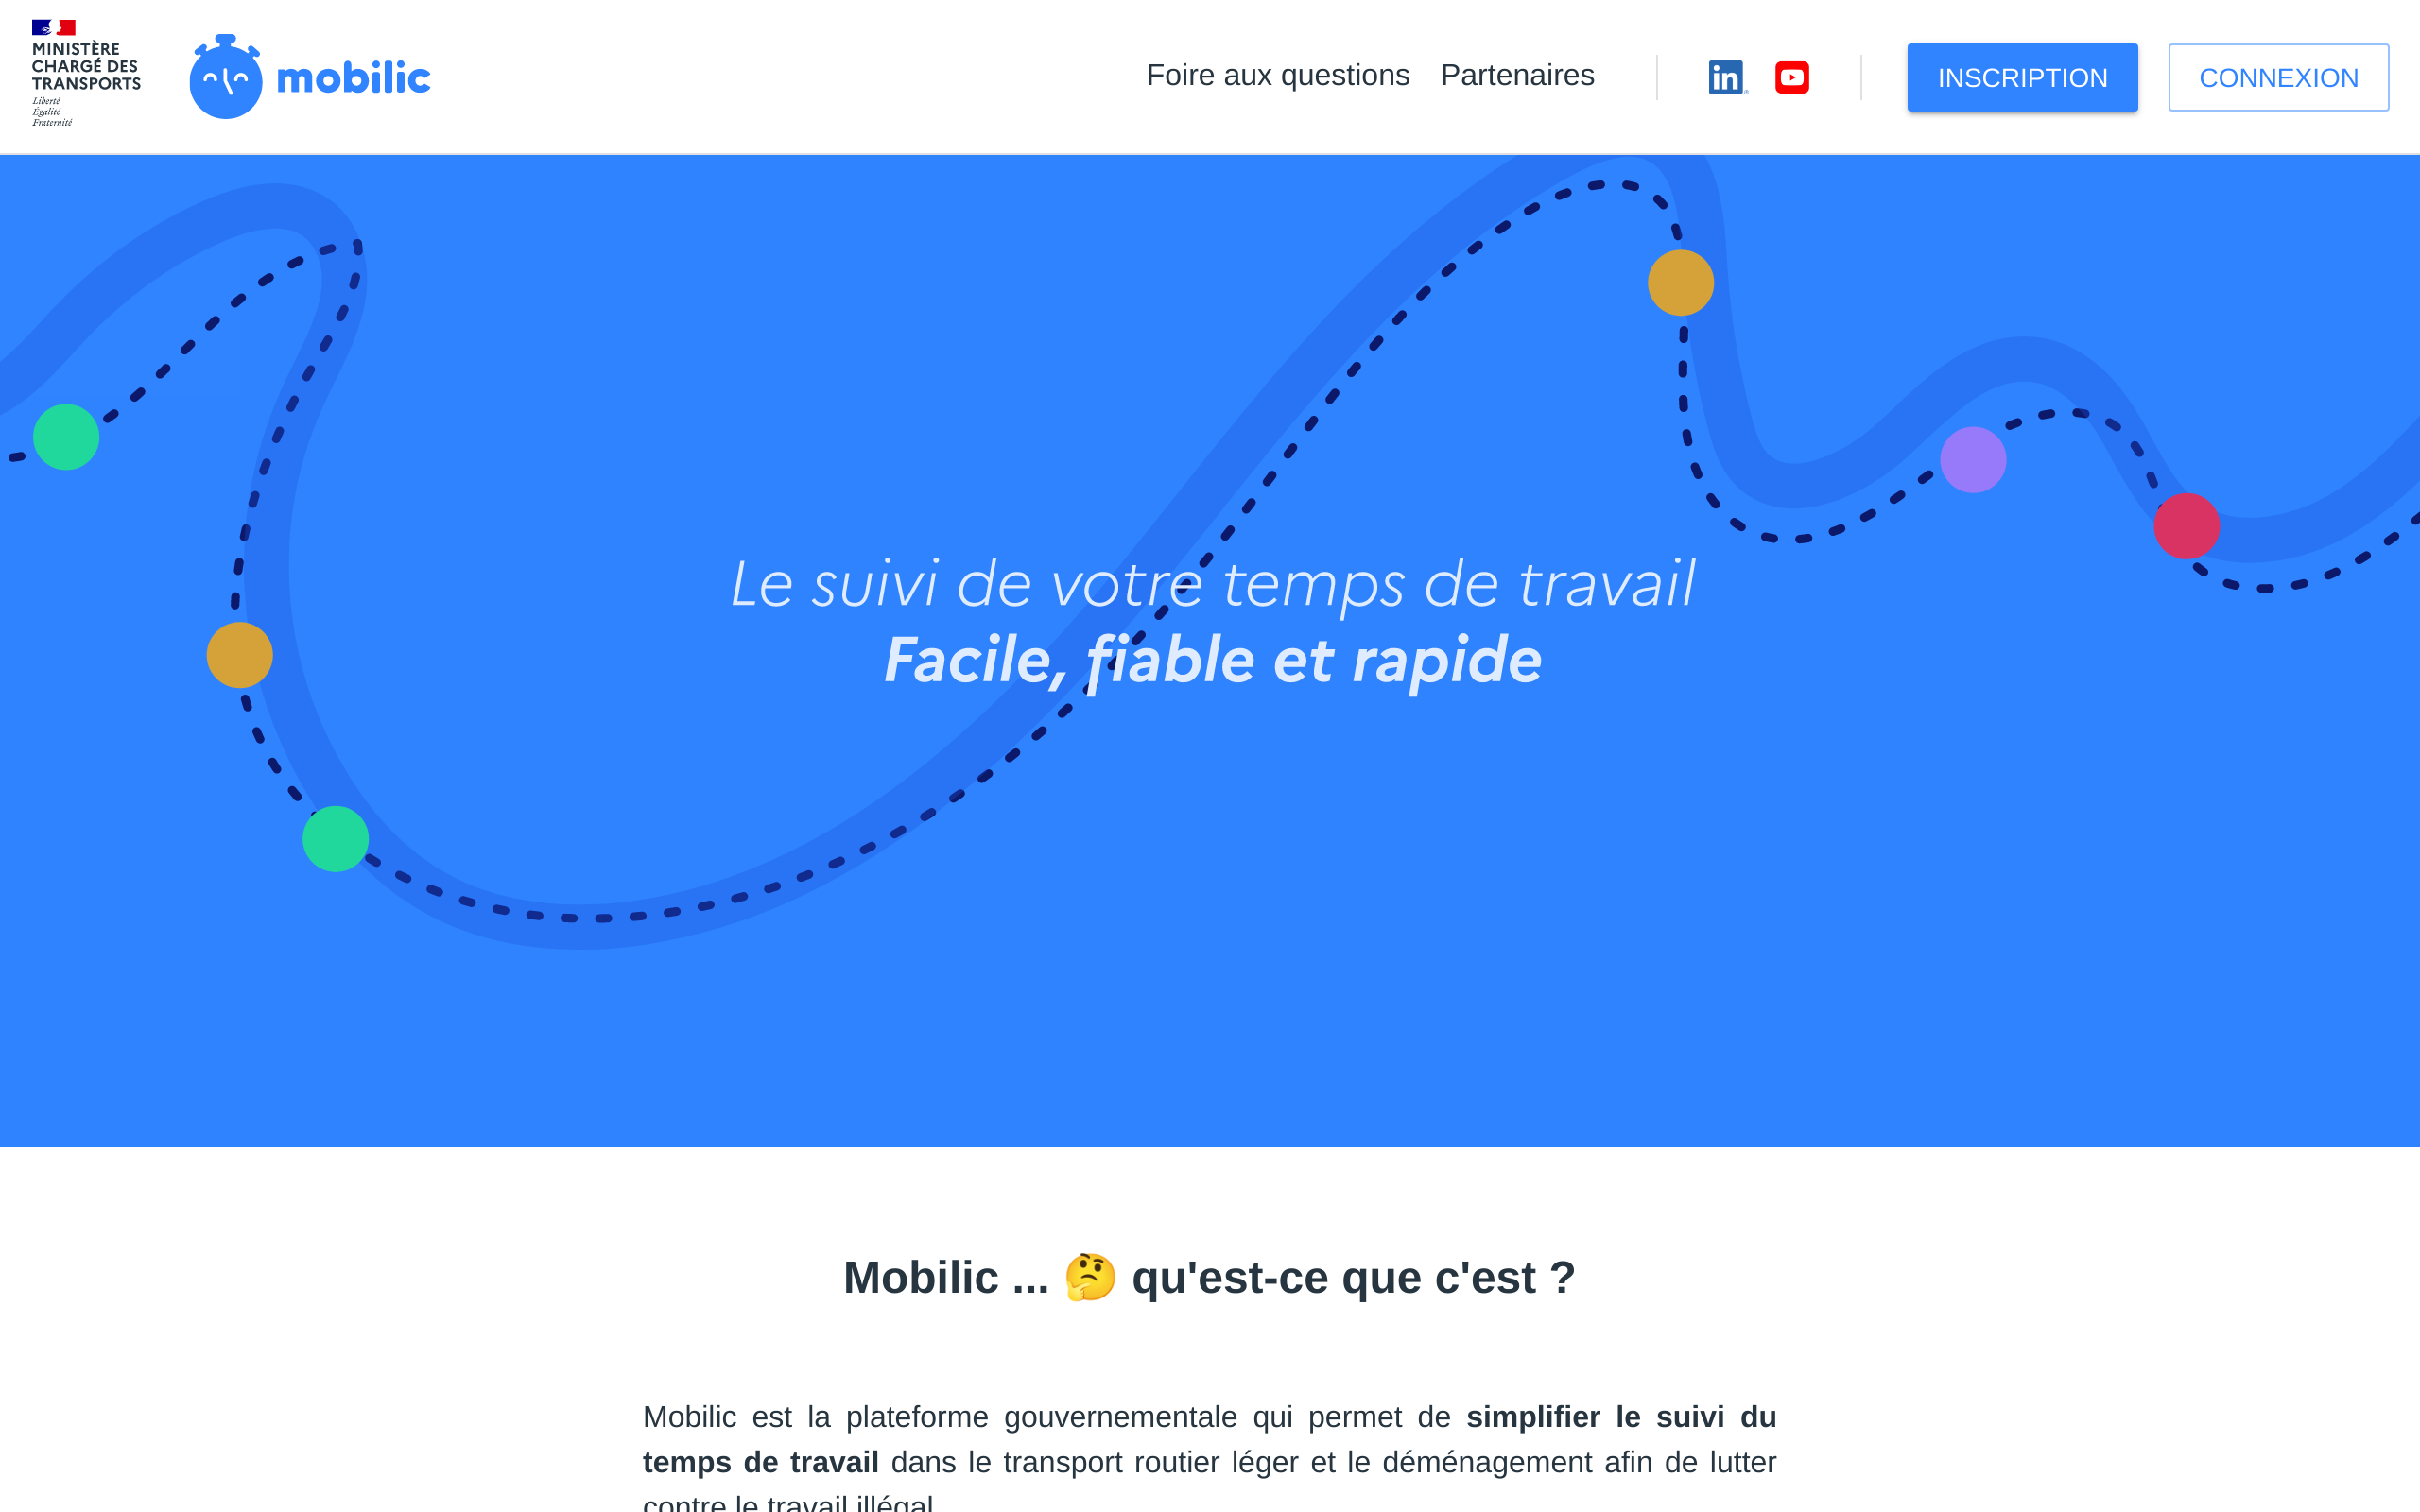 MINISTÈRE
CHARGÉ DES
TRANSPORTS
Liberté
Égalité
Fraternité
mobilic
Foire aux questions
Partenaires
in
INSCRIPTION
CONNEXION
Le suivi de votre temps de travail
Facile, fiable et rapide
Mobilic ... 🤔 qu'est-ce que c'est ?
Mobilic est la plateforme gouvernementale qui permet de simplifier le suivi du
temps de travail dans le transport routier léger et le déménagement afin de lutter
contre le travail illégal.